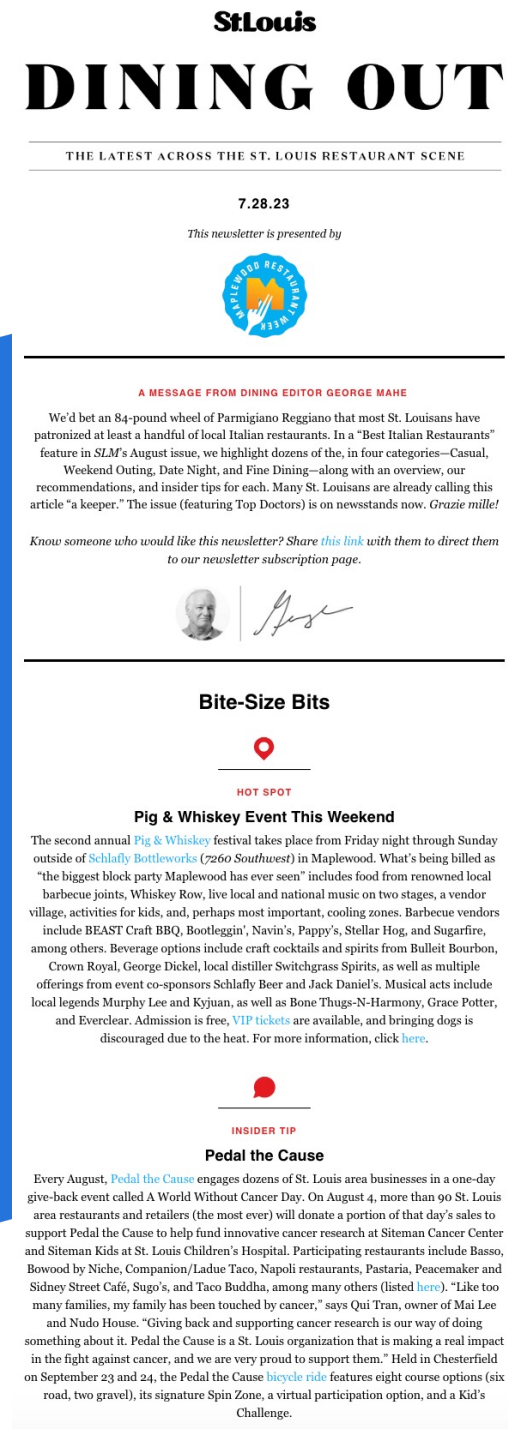 St.Louis
DINING OUT
THE LATEST ACROSS THE ST. LOUIS RESTAURANT SCENE
7.28.23
This newsletter is presented by
MAPLEWOOD RESTAURANT WEEK
A MESSAGE FROM DINING EDITOR GEORGE MAHE
We'd bet an 84-pound wheel of Parmigiano Reggiano that most St. Louisans have
patronized at least a handful of local Italian restaurants. In a “Best Italian Restaurants”
feature in SLM's August issue, we highlight dozens of the, in four categories—Casual,
Weekend Outing, Date Night, and Fine Dining—along with an overview, our
recommendations, and insider tips for each. Many St. Louisans are already calling this
article “a keeper.” The issue (featuring Top Doctors) is on newsstands now. Grazie mille!
Know someone who would like this newsletter? Share this link with them to direct them
to our newsletter subscription page.
George
Bite-Size Bits
HOT SPOT
Pig & Whiskey Event This Weekend
The second annual Pig & Whiskey festival takes place from Friday night through Sunday
outside of Schlafly Bottleworks (7260 Southwest) in Maplewood. What's being billed as
“the biggest block party Maplewood has ever seen” includes food from renowned local
barbecue joints, Whiskey Row, live local and national music on two stages, a vendor
village, activities for kids, and, perhaps most important, cooling zones. Barbecue vendors
include BEAST Craft BBQ, Bootleggin', Navin's, Pappy's, Stellar Hog, and Sugarfire,
among others. Beverage options include craft cocktails and spirits from Bulleit Bourbon,
Crown Royal, George Dickel, local distiller Switchgrass Spirits, as well as multiple
offerings from event co-sponsors Schlafly Beer and Jack Daniel's. Musical acts include
local legends Murphy Lee and Kyjuan, as well as Bone Thugs-N-Harmony, Grace Potter,
and Everclear. Admission is free, VIP tickets are available, and bringing dogs is
discouraged due to the heat. For more information, click here.
INSIDER TIP
Pedal the Cause
Every August, Pedal the Cause engages dozens of St. Louis area businesses in a one-day
give-back event called A World Without Cancer Day. On August 4, more than 90 St. Louis
area restaurants and retailers (the most ever) will donate a portion of that day's sales to
support Pedal the Cause to help fund innovative cancer research at Siteman Cancer Center
and Siteman Kids at St. Louis Children's Hospital. Participating restaurants include Basso,
Bowood by Niche, Companion/Ladue Taco, Napoli restaurants, Pastaria, Peacemaker and
Sidney Street Café, Sugo's, and Taco Buddha, among many others (listed here). “Like too
many families, my family has been touched by cancer,” says Qui Tran, owner of Mai Lee
and Nudo House. “Giving back and supporting cancer research is our way of doing
something about it. Pedal the Cause is a St. Louis organization that is making a real impact
in the fight against cancer, and we are very proud to support them.” Held in Chesterfield
on September 23 and 24, the Pedal the Cause bicycle ride features eight course options (six
road, two gravel), its signature Spin Zone, a virtual participation option, and a Kid's
Challenge.